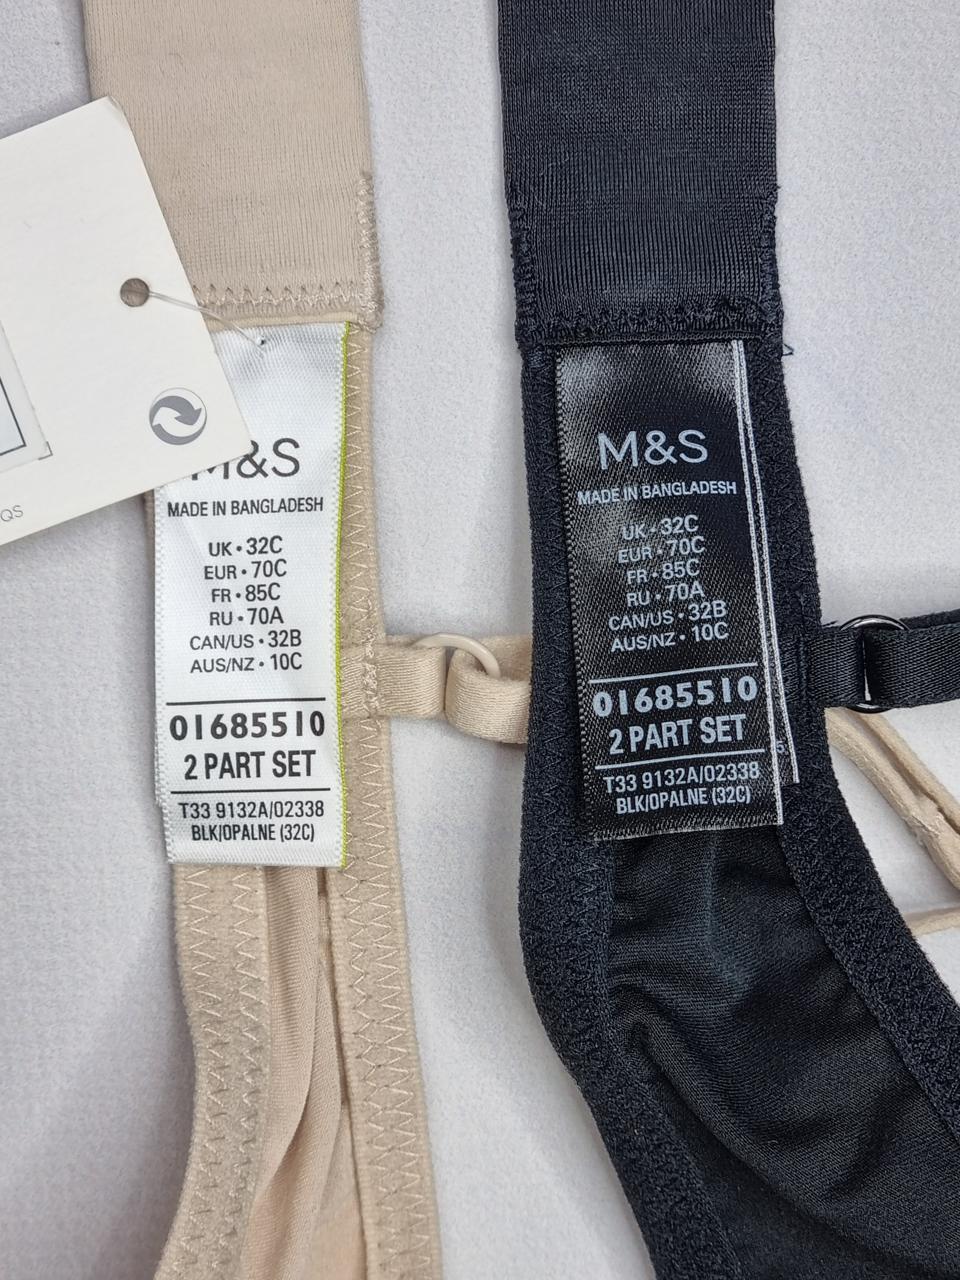 QS
M&S
MADE IN BANGLADESH
UK • 32C
EUR • 70C
FR • 85C
RU • 70A
CAN/US • 32B
AUS/NZ • 10C
01685510
2 PART SET
T33 9132A/02338
BLK/OPALNE (32C)
M&S
MADE IN BANGLADESH
UK • 32C
EUR • 70C
FR • 85C
RU • 70A
CAN/US • 32B
AUS/NZ • 10C
01685510
2 PART SET
T33 9132A/02338
BLK/OPALNE (32C)